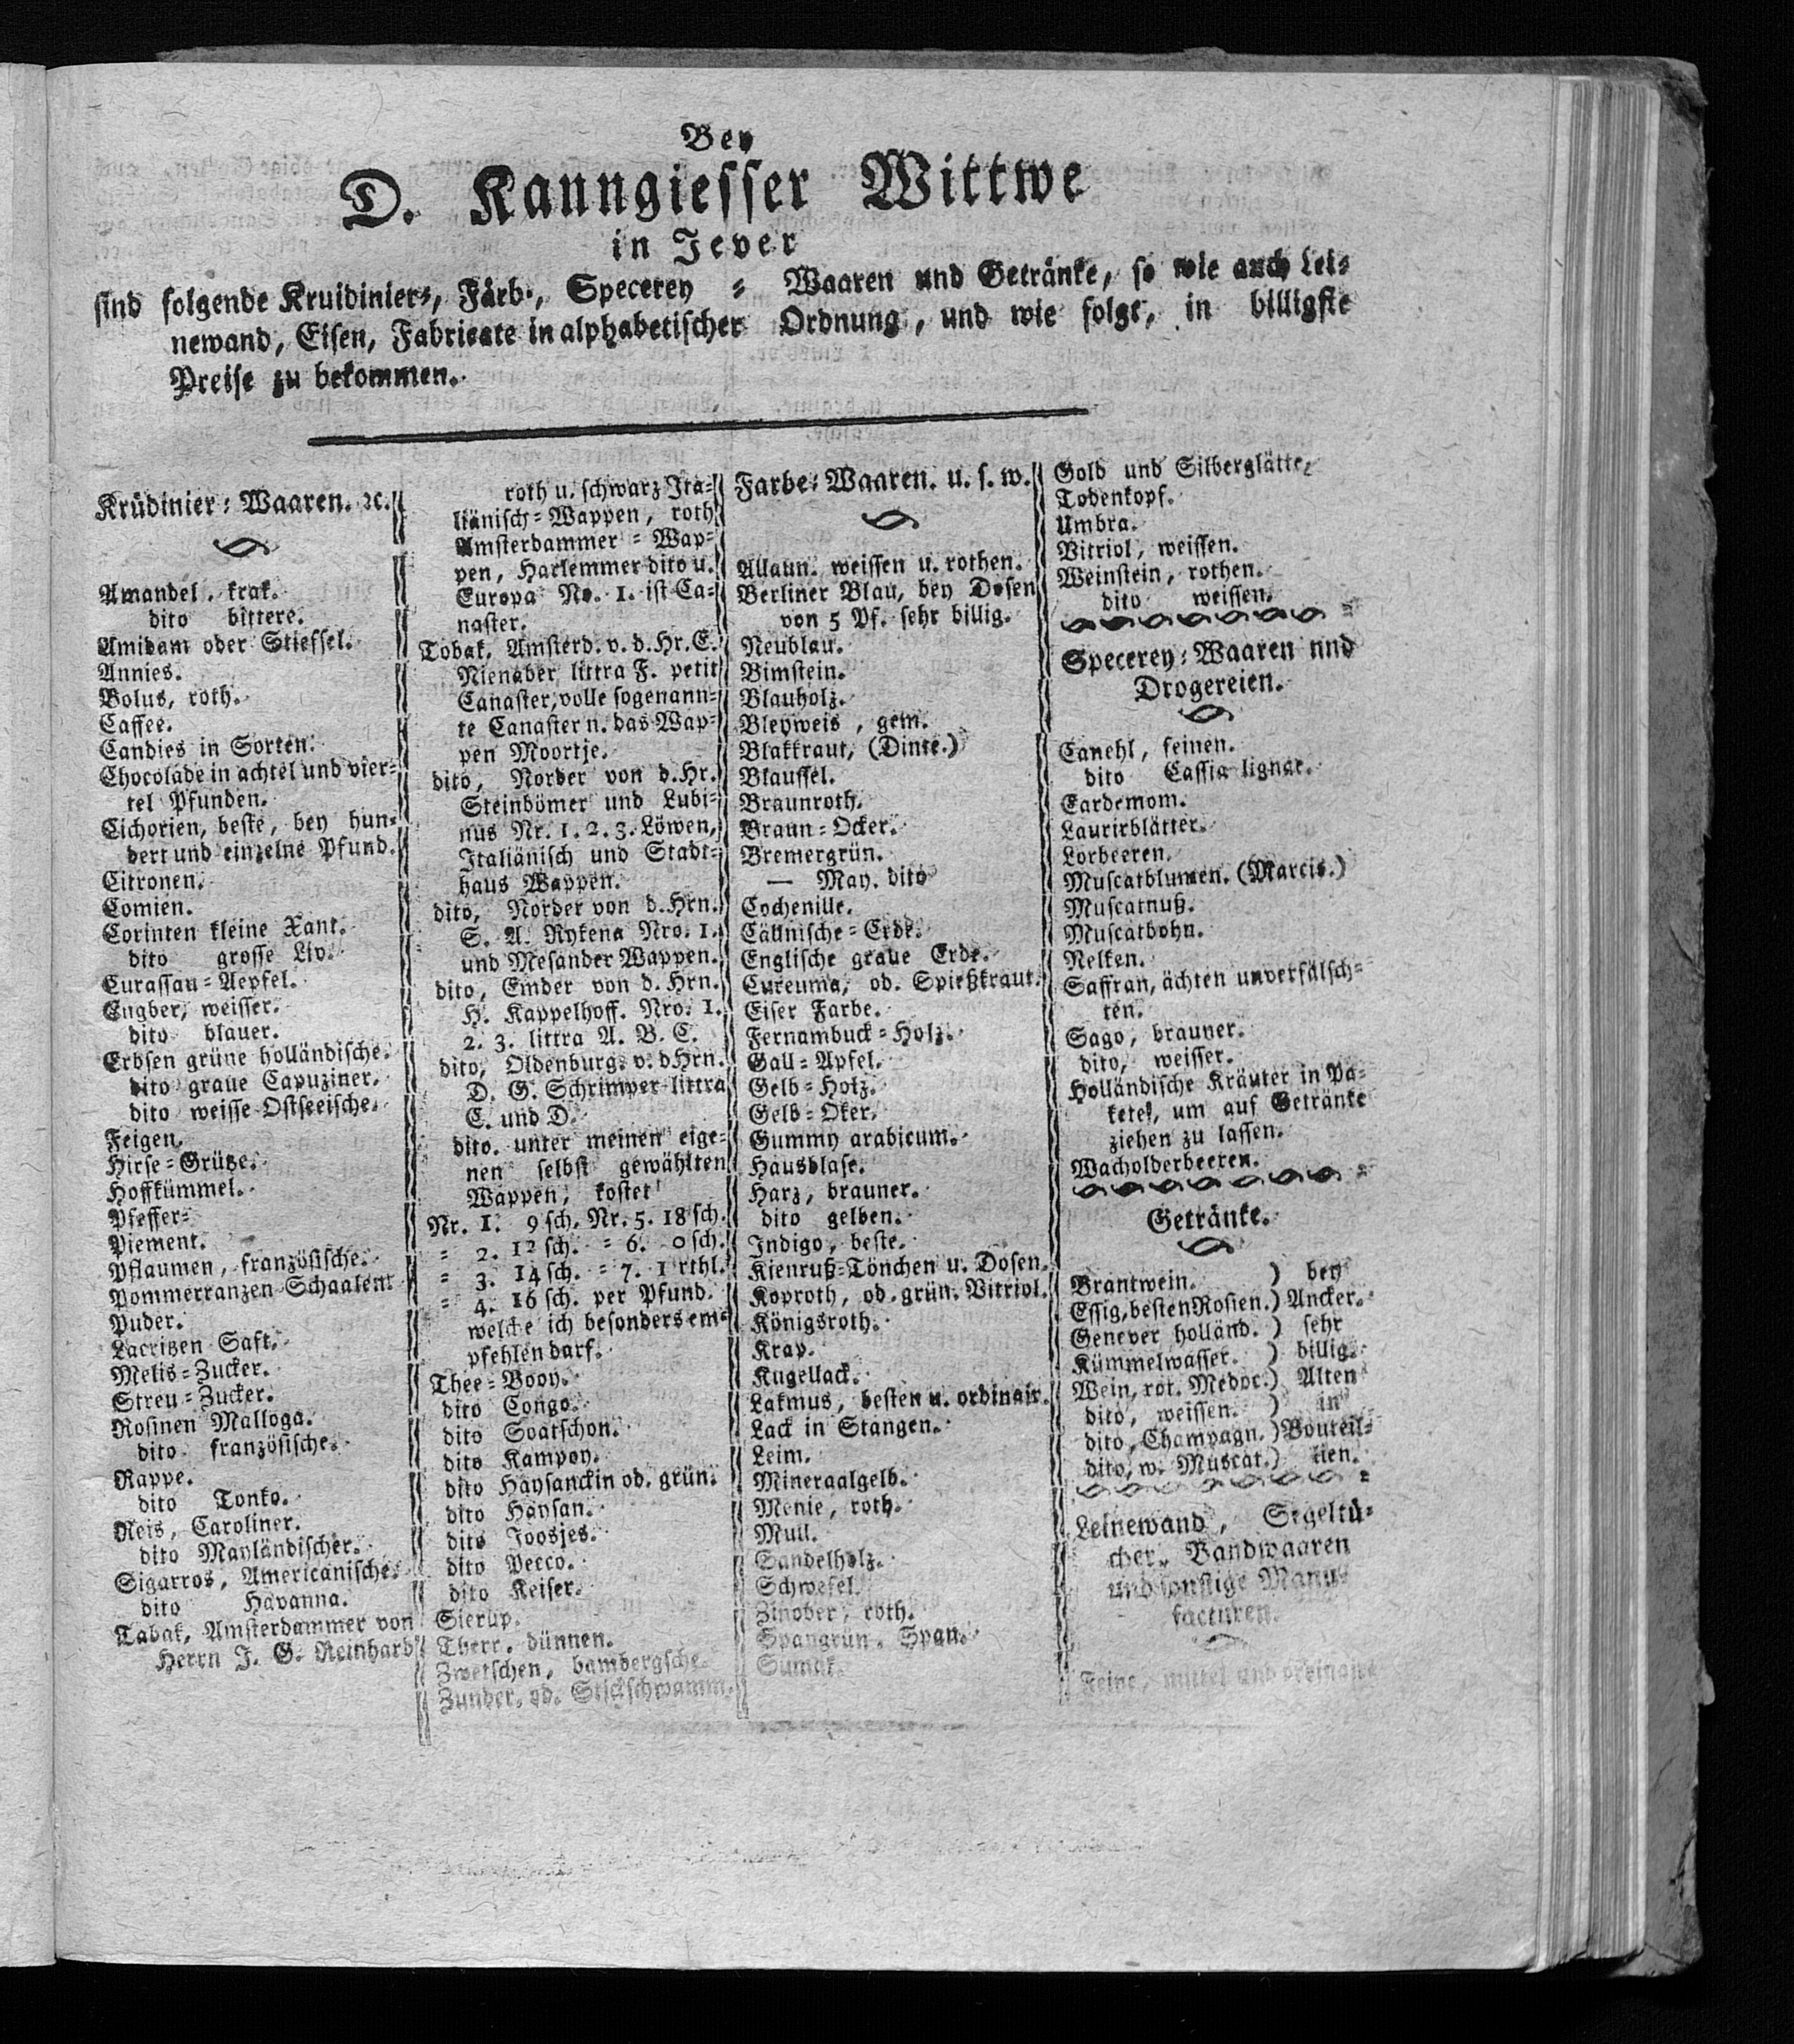 Bey
D. Kanngiesser Wittwe
in Jever
sind folgende Kruidinier-, Färb-, Specerey - Waaren und Getränke, so wie auch Lei-
newand, Eisen, Fabricate in alphabetischer Ordnung, und wie folgt, in billigste
Preise zu bekommen.
Krüdinier-Waaren. ꝛc.
Amandel. krak.
dito bittere.
Amidam oder Stieffel.
Annies.
Bolus, roth.
Caffee.
Candies in Sorten.
Chocolade in achtel und vier-
tel Pfunden.
Cichorien, beste, bey hun-
dert und einzelne Pfund.
Citronen.
Comien.
Corinten kleine Xant.
dito grosse Liv.
Curassau-Aepfel.
Engber, weisser.
dito blauer.
Erbsen grüne holländische.
dito graue Capuziner.
dito weisse Ostseeische.
Feigen.
Hirse-Grütze.
Hoffkümmel.
Pfeffer-
Piement.
Pflaumen, französische.
Pommerranzen-Schaalen.
Puder.
Lacritzen Saft.
Melis-Zucker.
Streu-Zucker.
Rosinen Malloga.
dito französische.
Rappe.
dito Tonko.
Reis, Caroliner.
dito Mayländischer.
Sigarros, Americanische.
dito Havanna.
Tabak, Amsterdammer von
Herrn J. G. Reinhard
roth u. schwarz Ita-
liänisch-Wappen, roth
Amsterdammer-Wap-
pen, Harlemmer dito u.
Europa No. 1. ist Ca-
naster.
Tobak, Amsterd. v. d. Hr. E.
Nienaber littra F. petit
Canaster, volle sogenann-
te Canaster n. das Wap-
pen Moortje.
dito, Norder von d. Hr.
Steinbömer und Lubi-
nus Nr. 1. 2. 3. Löwen,
Italiänisch und Stadt-
haus Wappen.
dito, Norder von d. Hrn.
S. A. Rykena Nro. 1.
und Mesander Wappen.
dito, Emder von d. Hrn.
H. Kappelhoff. Nro. 1.
2. 3. littra A. B. C.
dito, Oldenburg. v. d Hrn.
D. G. Schrimper littra
C. und D.
dito. unter meinen eige-
nen selbst gewählten
Wappen, kostet
Nr. 1. 9 sch. Nr. 5. 18 sch.
- 2. 12 sch. - 6. 0 sch.
- 3. 14 sch. - 7. 1 rthl.
- 4. 16 sch. per Pfund.
welche ich besonders em-
pfehlen darf.
Thee-Booy.
dito Congo.
dito Soatschon.
dito Kampoy.
dito Haysanckin od. grün.
dito Haysan.
dito Joosjes.
dito Pecco.
dito Keiser.
Sierup.
Therr. dünnen.
Zwetschen, bambergsche.
Zunder, od. Stickschwamm.
Farbe-Waaren. u. s. w.
Allaun. weissen u. rothen.
Berliner Blau, bey Dosen
von 5 Pf. sehr billig.
Neublau.
Bimstein.
Blauholz.
Bleyweis, gem.
Blakkraut, (Dinte.)
Blauffel.
Braunroth.
Braun-Ocker.
Bremergrün.
— May. dito
Cochenille.
Cällnische-Erde.
Englische graue Erde.
Cureuma, od. Spießkraut.
Eiser Farbe.
Fernambuck-Holz.
Gall-Apfel.
Gelb-Holz.
Gelb-Oker.
Gummy arabicum.
Hausblase.
Harz, brauner.
dito gelben.
Indigo, beste.
Kienruß-Tönchen u. Dosen.
Koproth, od. grün. Vitriol.
Königsroth.
Krap.
Kugellack.
Lakmus, besten u. ordinair.
Lack in Stangen.
Leim.
Mineraalgelb.
Menie, roth.
Mull.
Sandelholz.
Schwefel.
Zinober, roth.
Spangrün. Span.
Sumak.
Gold und Silberglätte,
Todenkopf.
Umbra.
Vitriol, weissen.
Weinstein, rothen.
dito weissen.
Specerey-Waaren nnd
Drogereien.
Canehl, feinen.
dito Cassia lignae.
Cardemom.
Laurirblätter.
Lorbeeren.
Muscatblumen. (Marcis.)
Muscatnuß.
Muscatbohn.
Nelken.
Saffran, ächten unverfälsch-
ten.
Sago, brauner.
dito, weisser.
Holländische Kräuter in Pa-
ketel, um auf Getränke
ziehen zu lassen.
Wacholderbeeren.
Getränke.
Brantwein. ) bey
Essig, besten Rosien. ) Ancker.
Genever holländ. ) sehr
Kümmelwasser. ) billig.
Wein, rot. Medoc. ) Alten
dito, weissen. ) in
dito, Champagn. ) Bouteil-
dito, w. Muscat. ) lien.
Leinewand, Segeltü-
cher, Bandwaaren
und sonstige Manu-
facturen.
Feine, mittel und ordinaire